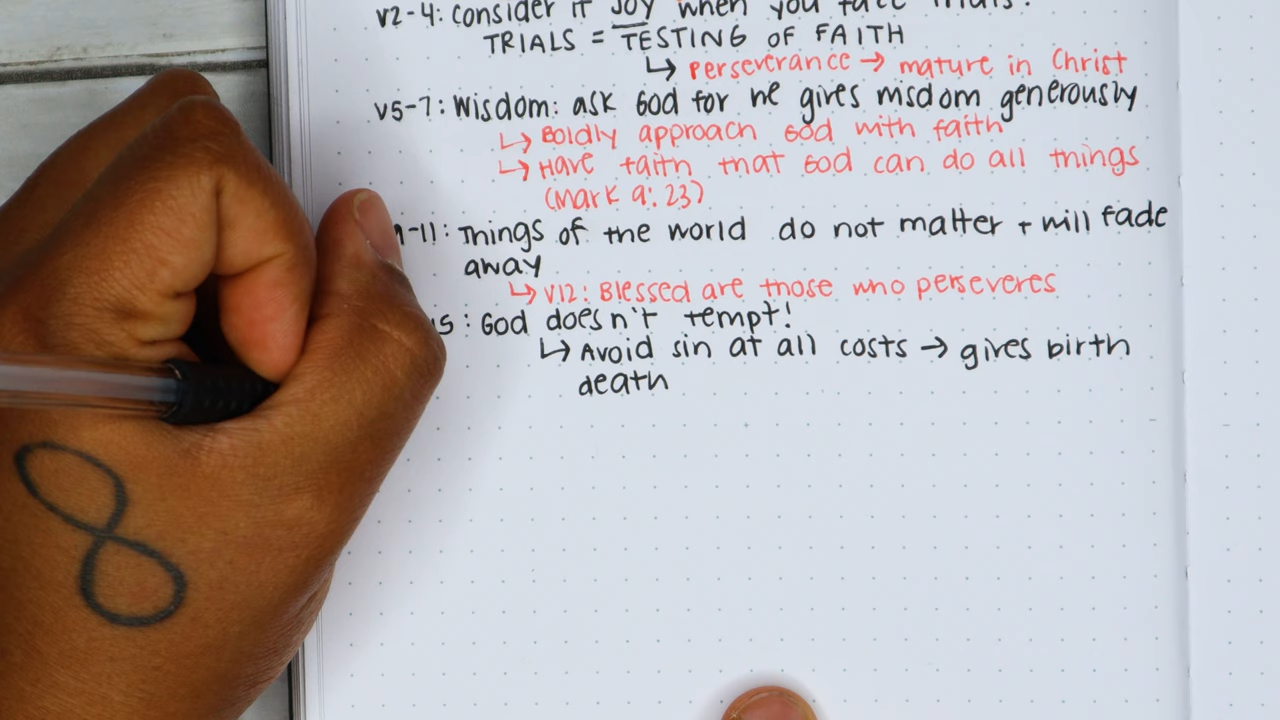 v2-4: Consider it JOY when you face trials!
TRIALS = TESTING OF FAITH
↳ perseverance → mature in Christ
v5-7: Wisdom: ask God for he gives wisdom generously
↳ Boldly approach God with faith
↳ Have faith that God can do all things
(Mark 9:23)
-11: Things of the world do not matter + will fade
away
↳ V12: Blessed are those who perseveres
5: God doesn't tempt!
↳ Avoid sin at all costs → gives birth
death